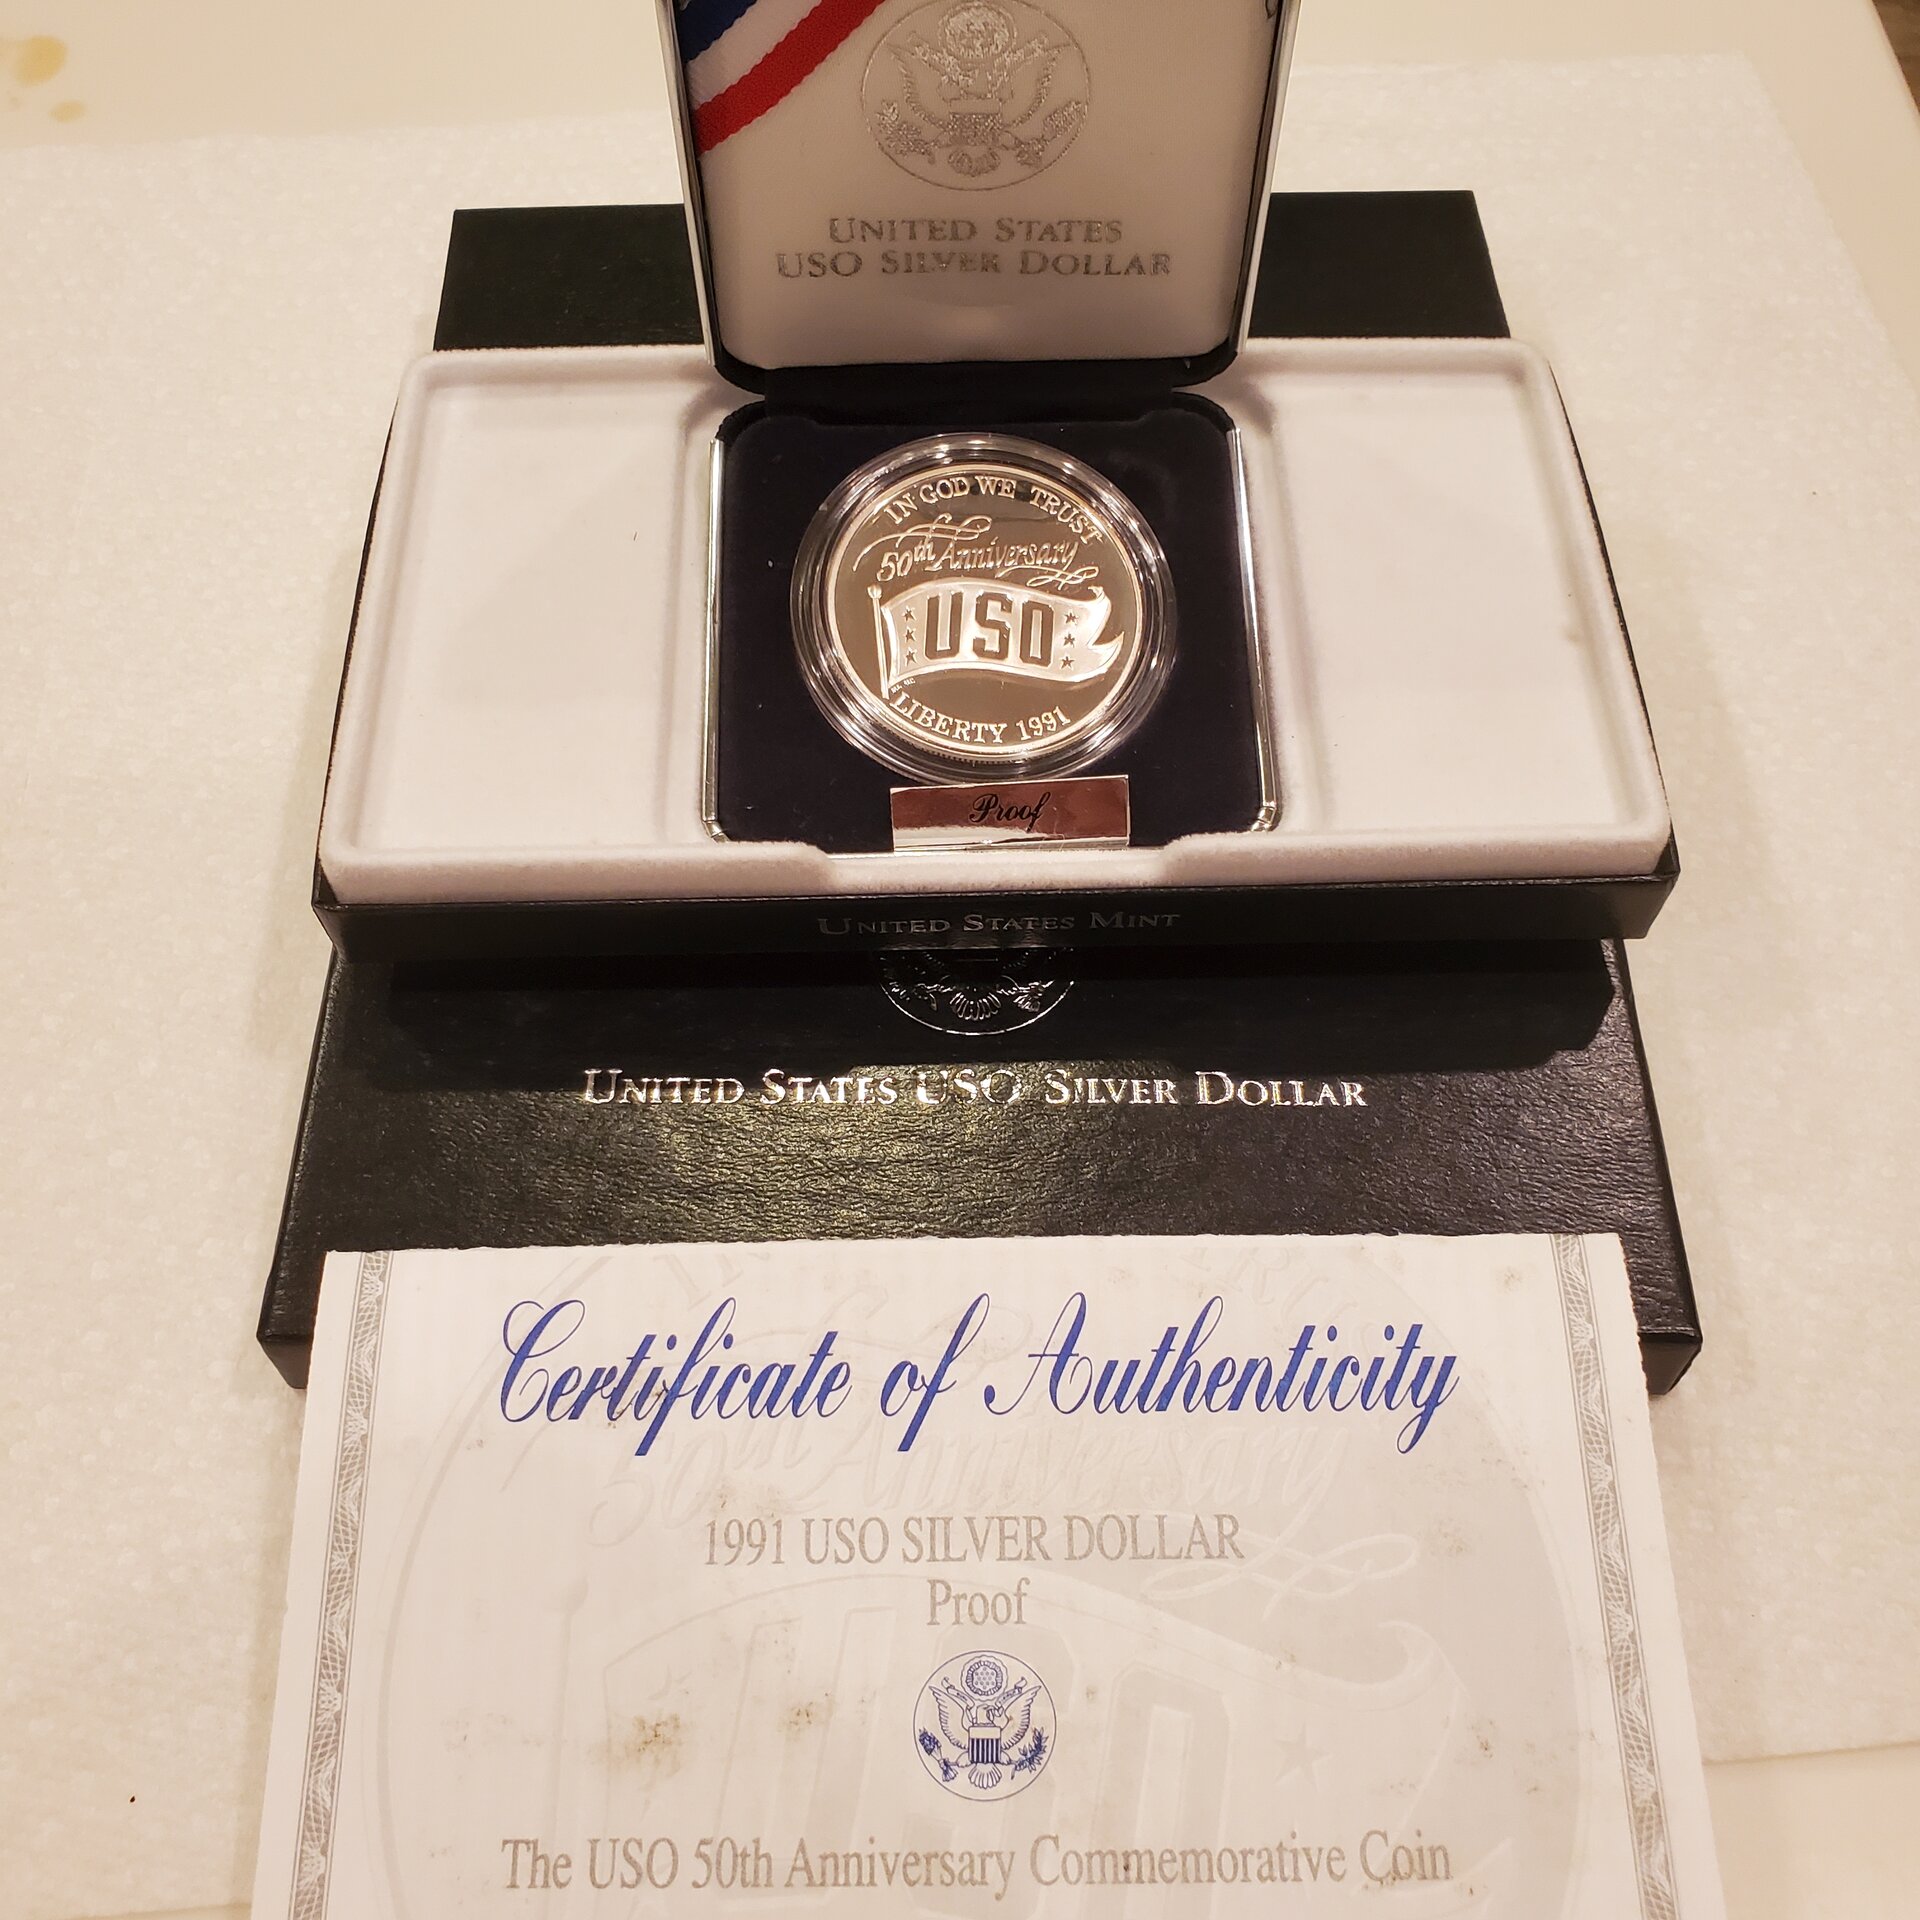 UNITED STATES
USO SILVER DOLLAR
IN GOD WE TRUST
50th Anniversary
USO
LIBERTY 1991
Proof
UNITED STATES MINT
UNITED STATES USO SILVER DOLLAR
Certificate of Authenticity
1991 USO SILVER DOLLAR
Proof
The USO 50th Anniversary Commemorative Coin